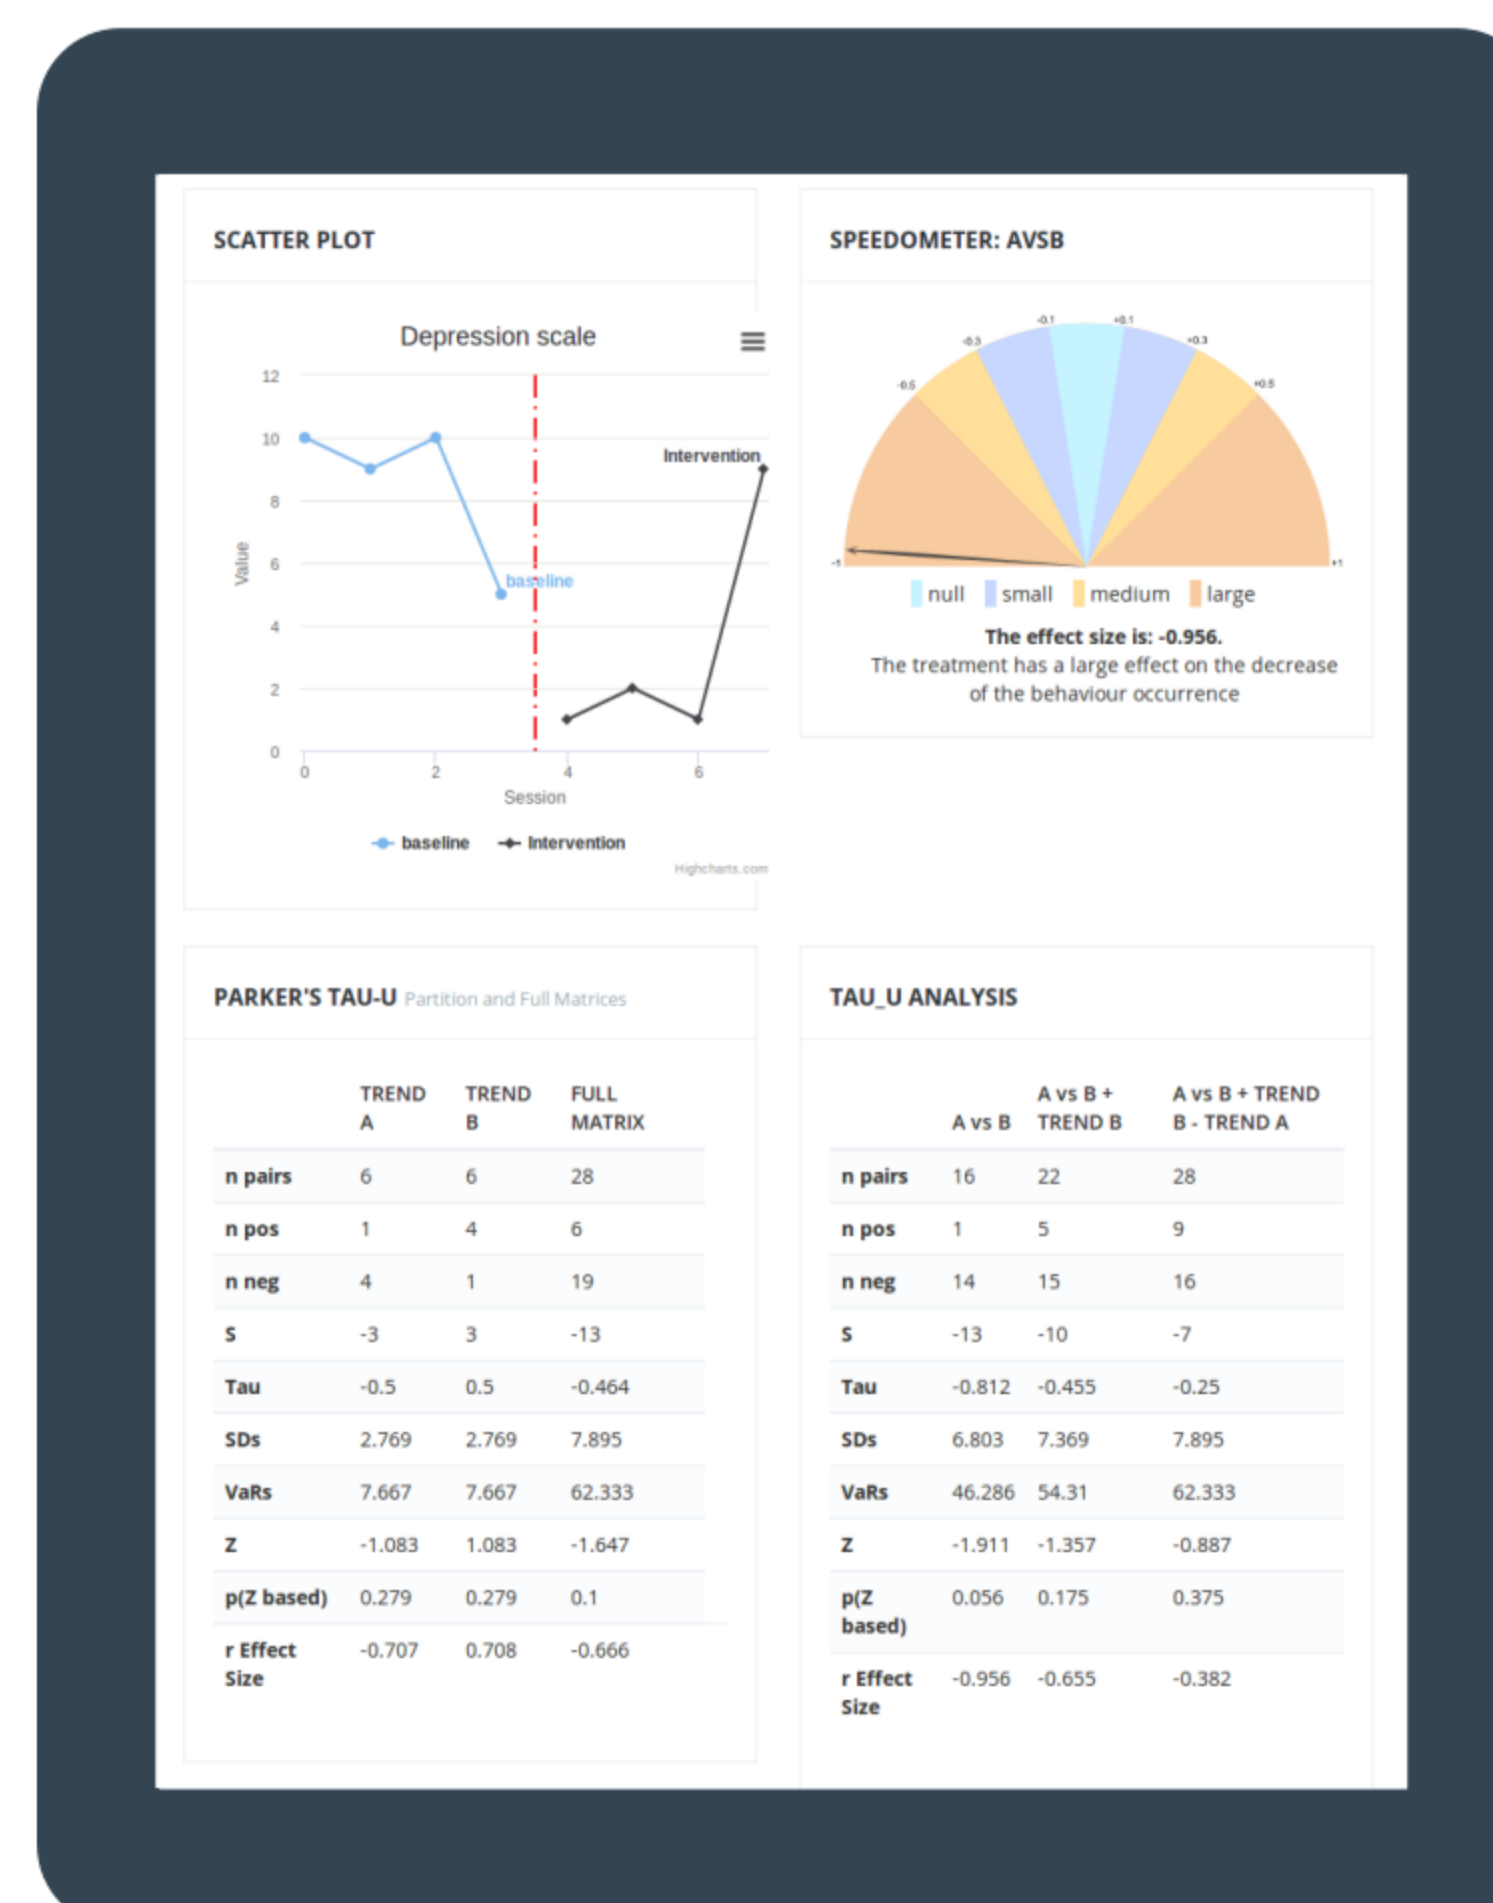 SCATTER PLOT
Depression scale
12
10
8
6
4
2
0
Value
Intervention
baseline
0 2 4 6
Session
baseline Intervention
Highcharts.com
SPEEDOMETER: AVSB
-0.1 +0.1
-0.3 +0.3
-0.5 +0.5
-1 +1
null small medium large
The effect size is: -0.956.
The treatment has a large effect on the decrease
of the behaviour occurrence
PARKER'S TAU-U Partition and Full Matrices
TREND TREND FULL
A B MATRIX
n pairs 6 6 28
n pos 1 4 6
n neg 4 1 19
S -3 3 -13
Tau -0.5 0.5 -0.464
SDs 2.769 2.769 7.895
VaRs 7.667 7.667 62.333
Z -1.083 1.083 -1.647
p(Z based) 0.279 0.279 0.1
r Effect -0.707 0.708 -0.666
Size
TAU_U ANALYSIS
A vs B + A vs B + TREND
A vs B TREND B B - TREND A
n pairs 16 22 28
n pos 1 5 9
n neg 14 15 16
S -13 -10 -7
Tau -0.812 -0.455 -0.25
SDs 6.803 7.369 7.895
VaRs 46.286 54.31 62.333
Z -1.911 -1.357 -0.887
p(Z 0.056 0.175 0.375
based)
r Effect -0.956 -0.655 -0.382
Size